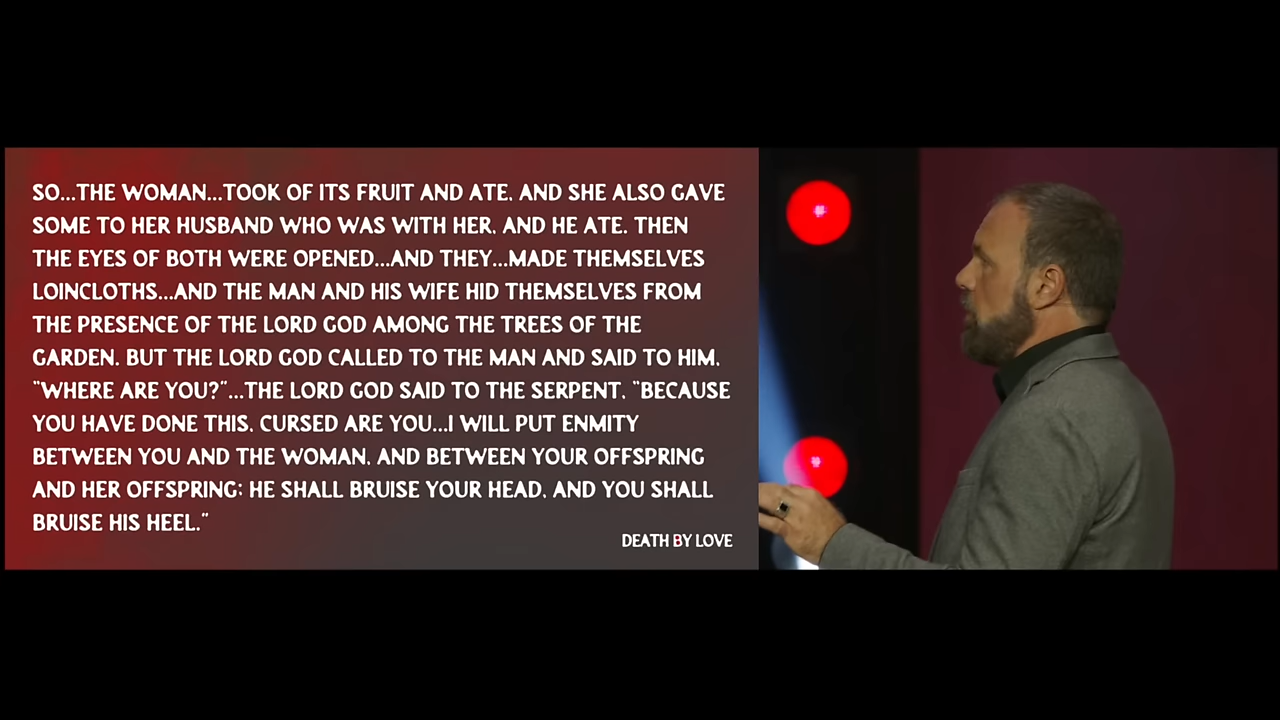 SO...THE WOMAN...TOOK OF ITS FRUIT AND ATE, AND SHE ALSO GAVE
SOME TO HER HUSBAND WHO WAS WITH HER, AND HE ATE. THEN
THE EYES OF BOTH WERE OPENED...AND THEY...MADE THEMSELVES
LOINCLOTHS...AND THE MAN AND HIS WIFE HID THEMSELVES FROM
THE PRESENCE OF THE LORD GOD AMONG THE TREES OF THE
GARDEN. BUT THE LORD GOD CALLED TO THE MAN AND SAID TO HIM,
"WHERE ARE YOU?"...THE LORD GOD SAID TO THE SERPENT, "BECAUSE
YOU HAVE DONE THIS, CURSED ARE YOU...I WILL PUT ENMITY
BETWEEN YOU AND THE WOMAN, AND BETWEEN YOUR OFFSPRING
AND HER OFFSPRING; HE SHALL BRUISE YOUR HEAD, AND YOU SHALL
BRUISE HIS HEEL."
DEATH BY LOVE